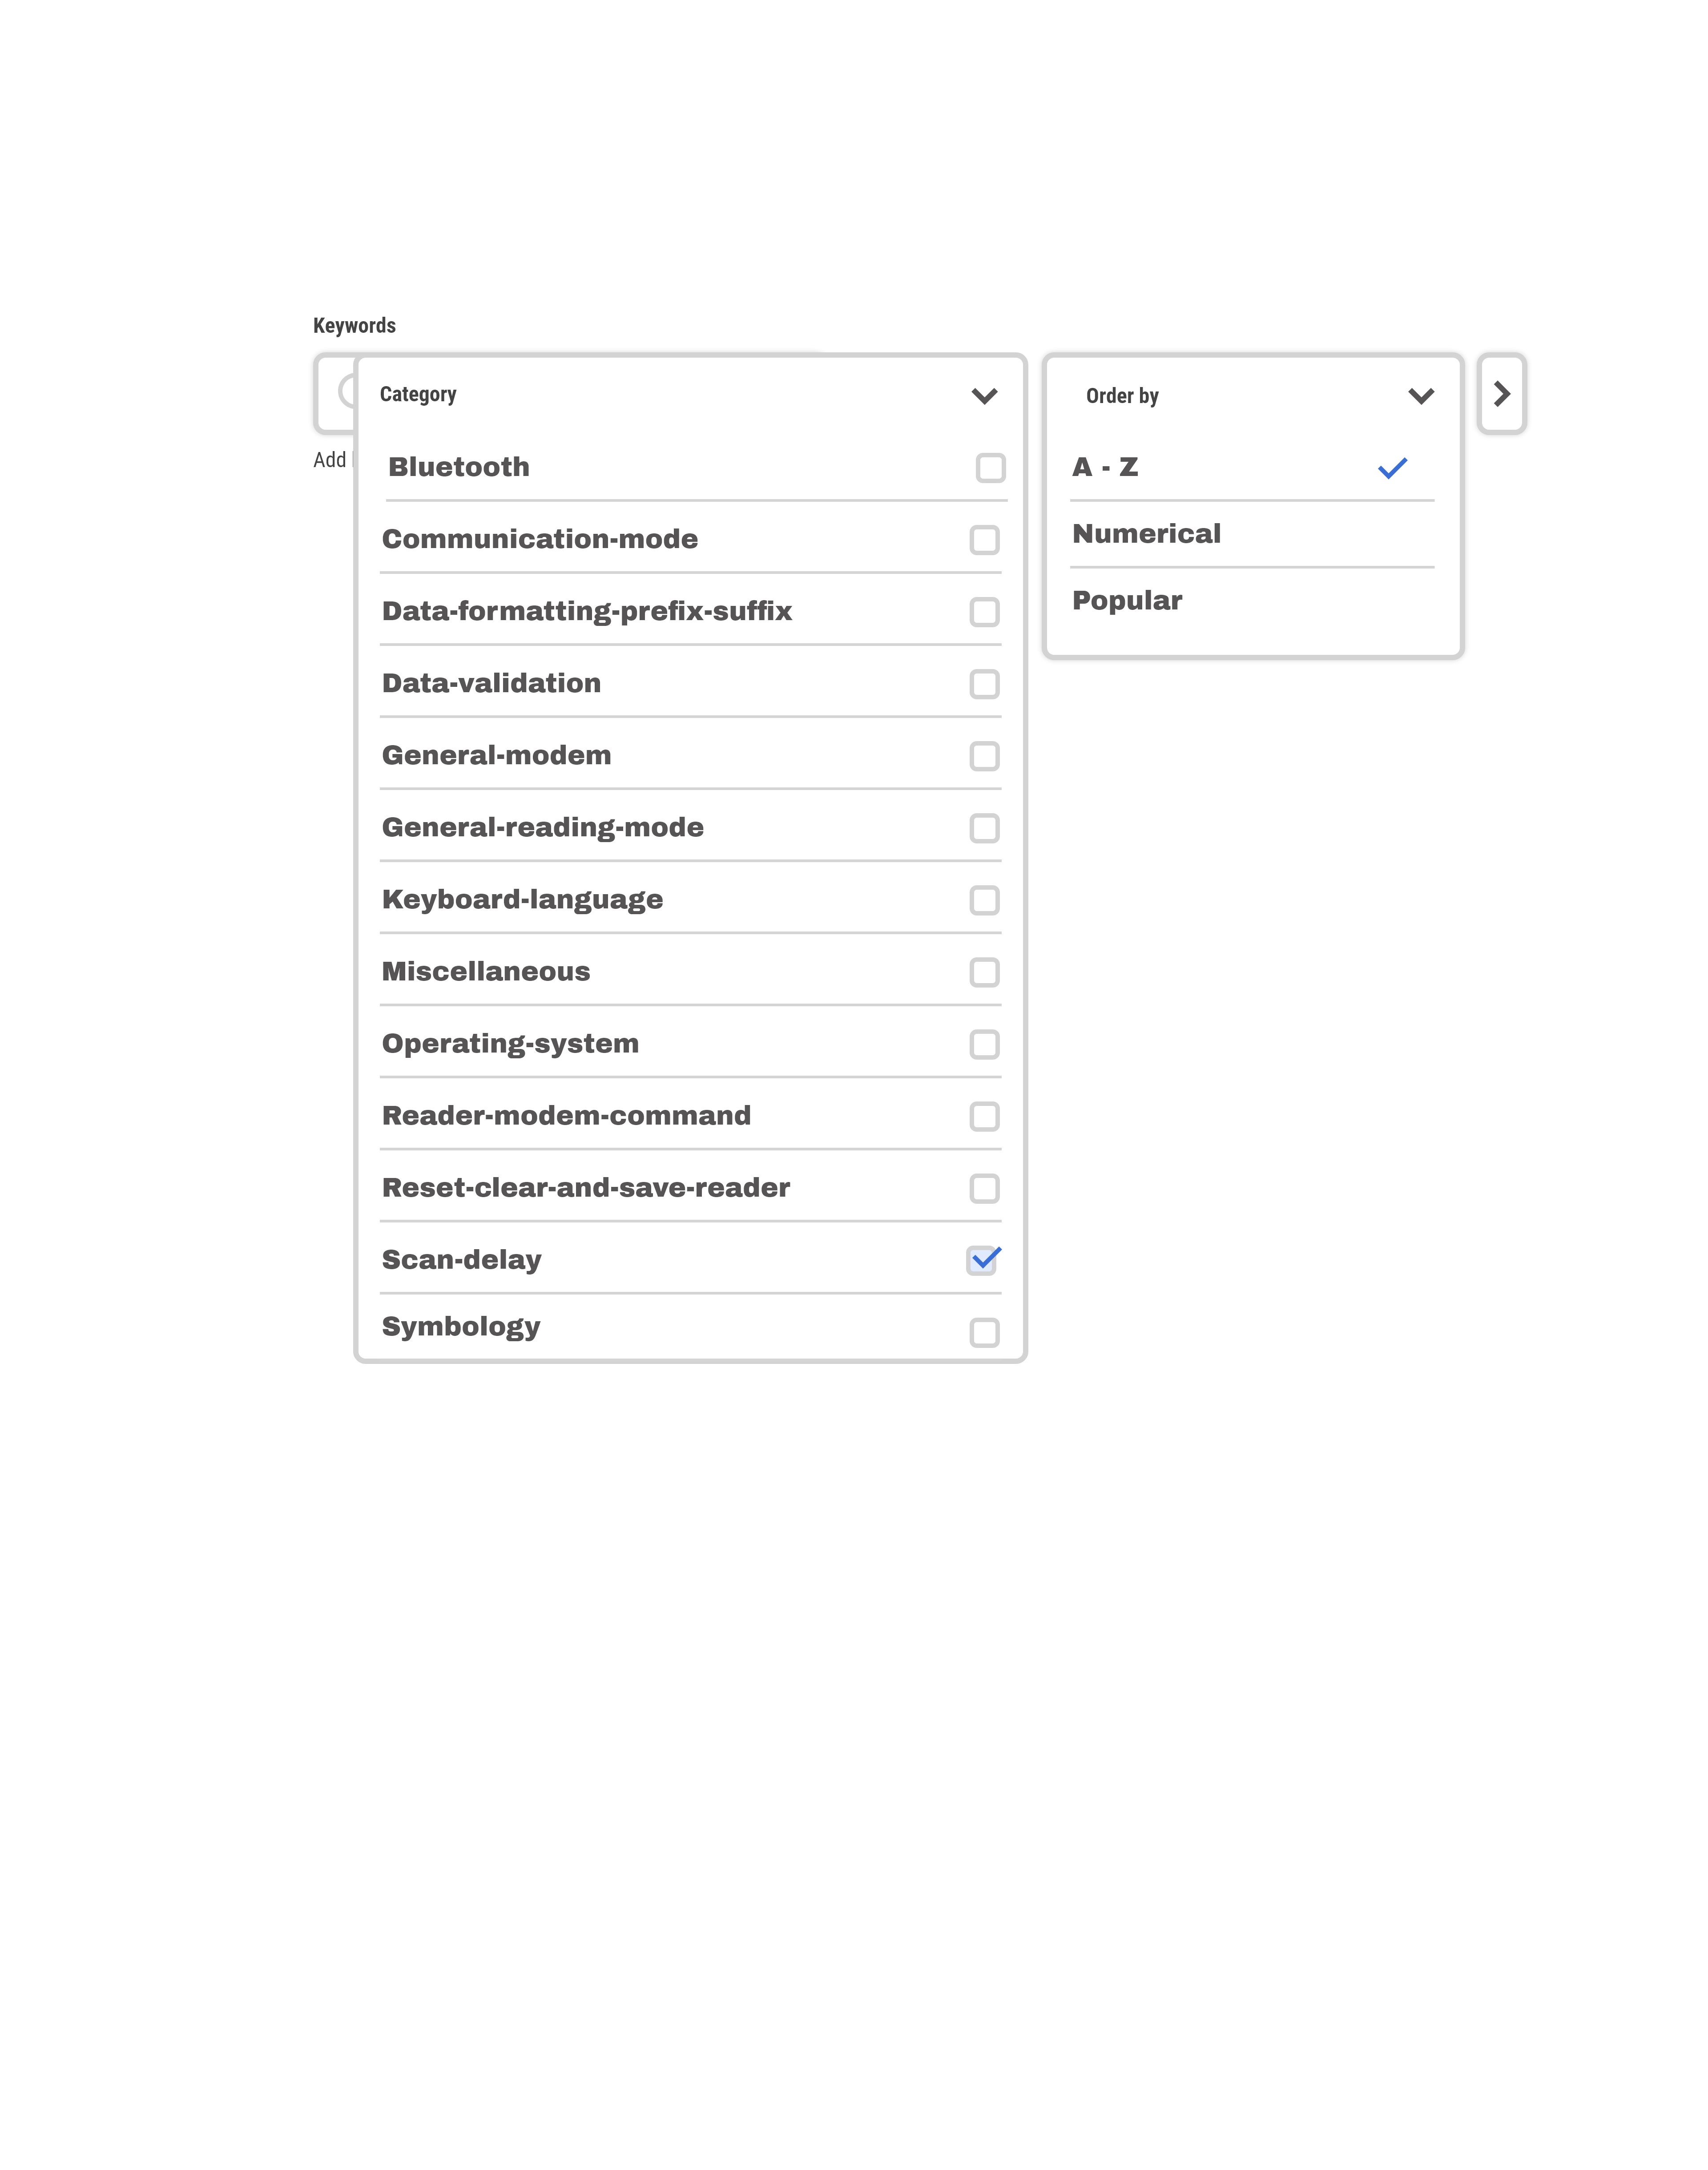 Keywords
Add
Category
Bluetooth
Communication-mode
Data-formatting-prefix-suffix
Data-validation
General-modem
General-reading-mode
Keyboard-language
Miscellaneous
Operating-system
Reader-modem-command
Reset-clear-and-save-reader
Scan-delay
Symbology
Order by
A - Z
Numerical
Popular